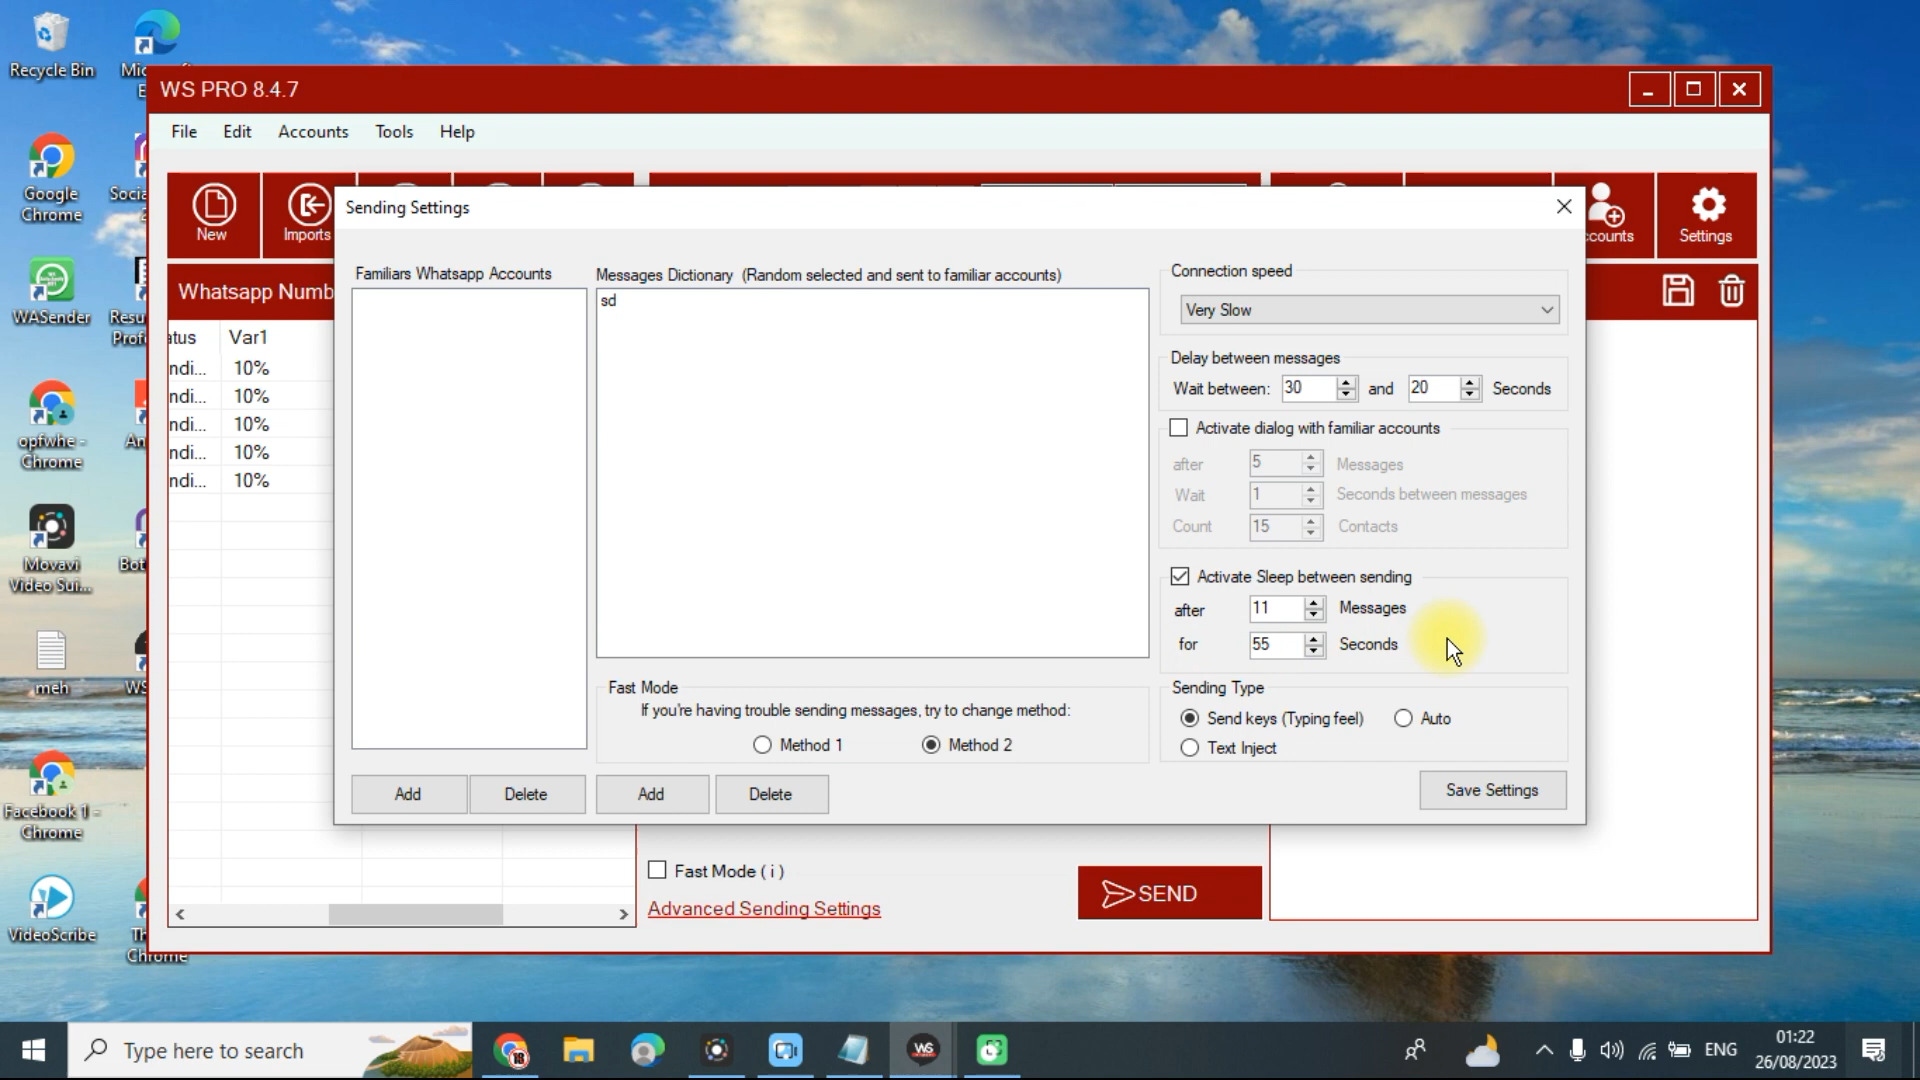 Recycle Bin
Google
Chrome
WASender
opfwhe -
Chrome
Movavi
Video Sui...
meh
Facebook 1 -
Chrome
VideoScribe
Chrome
WS PRO 8.4.7
File Edit Accounts Tools Help
New
Imports
Settings
Whatsapp Numb
Var1
ndi... 10%
ndi... 10%
ndi... 10%
ndi... 10%
ndi... 10%
Sending Settings
Familiars Whatsapp Accounts
Messages Dictionary (Random selected and sent to familiar accounts)
sd
Connection speed
Very Slow
Delay between messages
Wait between: 30 and 20 Seconds
Activate dialog with familiar accounts
after 5 Messages
Wait 1 Seconds between messages
Count 15 Contacts
Activate Sleep between sending
after 11 Messages
for 55 Seconds
Fast Mode
If you're having trouble sending messages, try to change method:
Method 1 Method 2
Sending Type
Send keys (Typing feel) Auto
Text Inject
Add Delete Add Delete
Save Settings
Fast Mode ( i )
Advanced Sending Settings
SEND
Type here to search
18
WS
ENG
01:22
26/08/2023